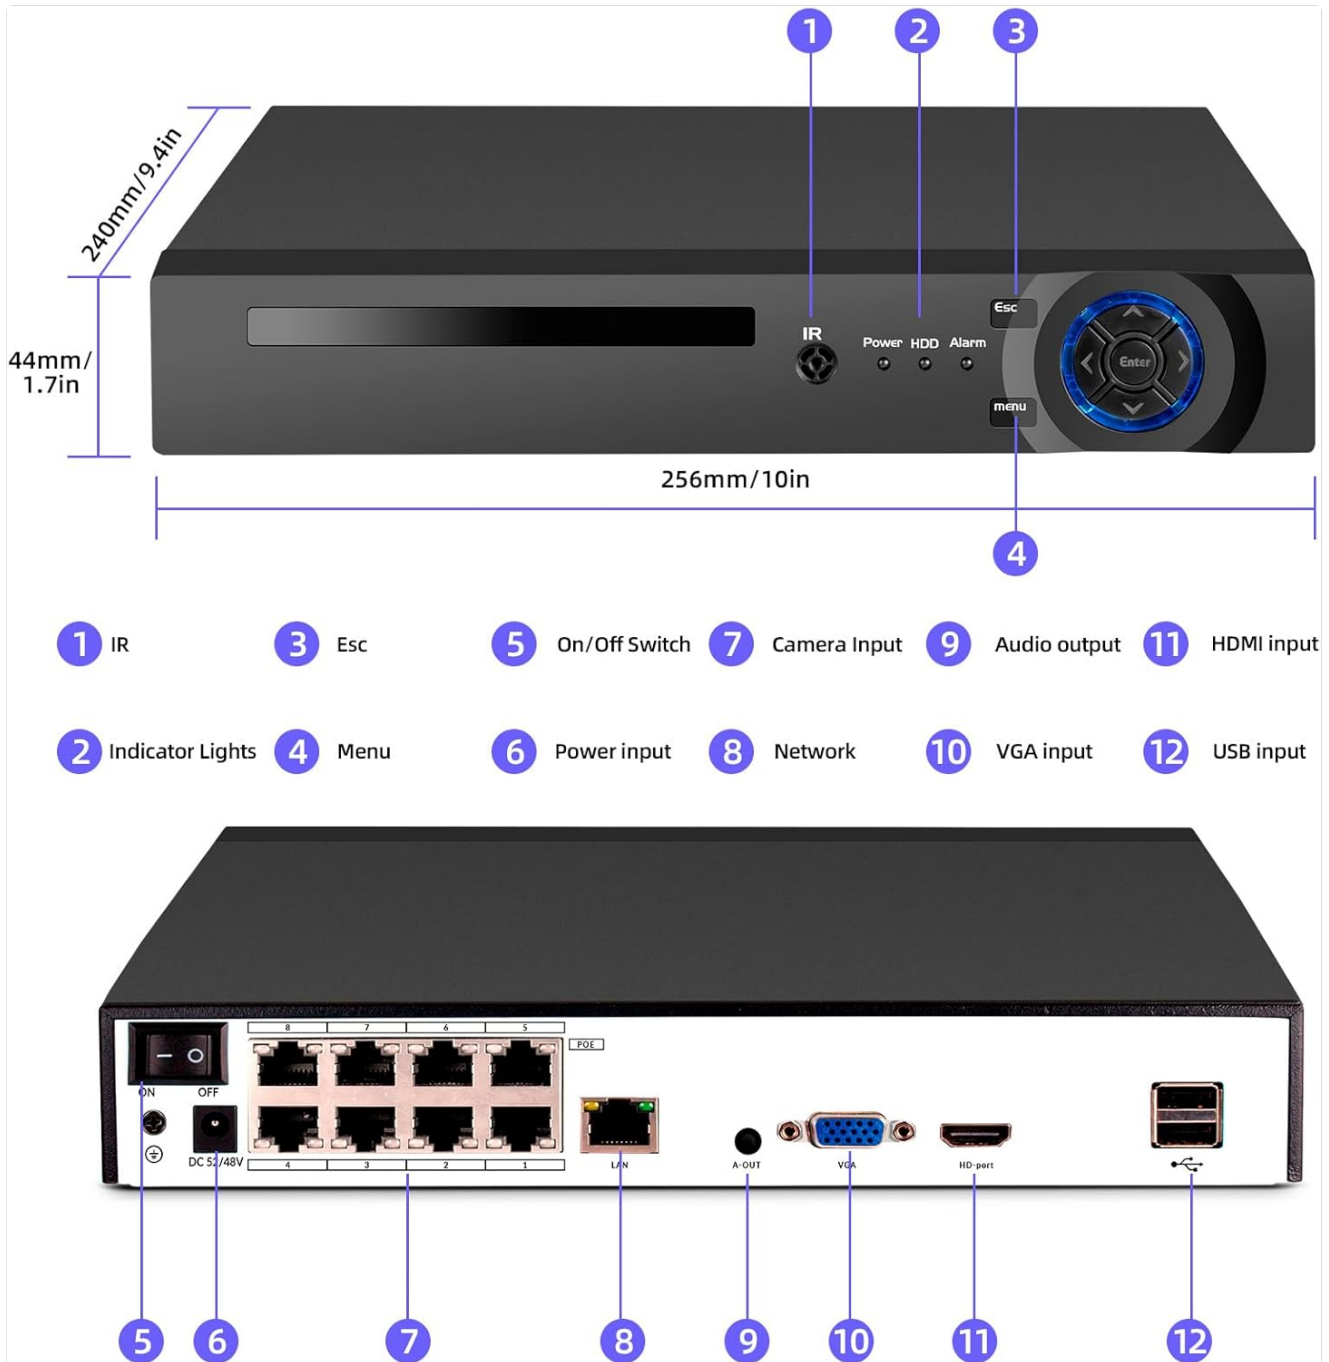 1
2
3
240mm/9.4in
44mm/
1.7in
Esc
IR
Power HDD Alarm
Enter
menu
256mm/10in
4
1 IR
3 Esc
5 On/Off Switch
7 Camera Input
9 Audio output
11 HDMI input
2 Indicator Lights
4 Menu
6 Power input
8 Network
10 VGA input
12 USB input
8 7 6 5
POE
ON OFF
DC 52/48V
4 3 2 1
LAN
A-OUT
VGA
HD-port
5
6
7
8
9
10
11
12